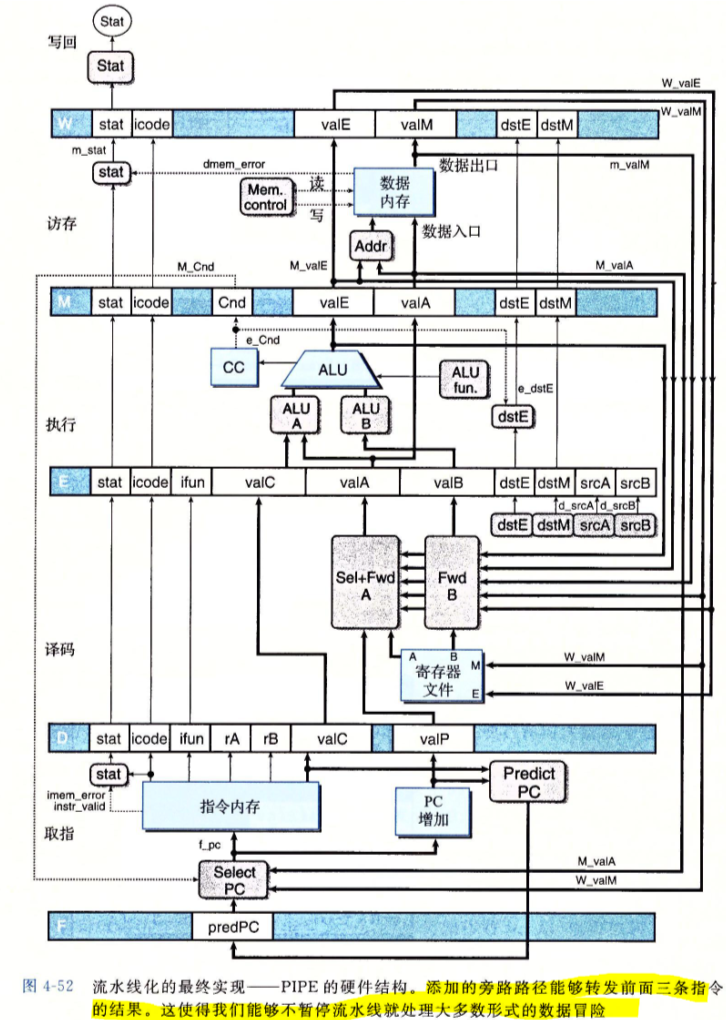 Stat
写回
Stat
W_valE
W_valM
W stat icode valE valM dstE dstM
m_stat
数据出口
dmem_error
m_valM
stat
读
数据
内存
Mem.
control
写
访存
数据入口
Addr
M_Cnd
M_valE
M_valA
M stat icode Cnd valE valA dstE dstM
e_Cnd
CC
ALU
ALU
fun.
e_dstE
ALU
A
ALU
B
dstE
执行
E stat icode ifun valC valA valB dstE dstM srcA srcB
d_srcA d_srcB
dstE dstM srcA srcB
Sel+Fwd
A
Fwd
B
译码
A B
M
寄存器
文件
E
W_valM
W_valE
D stat icode ifun rA rB valC valP
stat
Predict
PC
imem_error
instr_valid
指令内存
PC
增加
取指
f_pc
M_valA
Select
PC
W_valM
F predPC
图 4-52 流水线化的最终实现——PIPE 的硬件结构。添加的旁路路径能够转发前面三条指令
的结果。这使得我们能够不暂停流水线就处理大多数形式的数据冒险